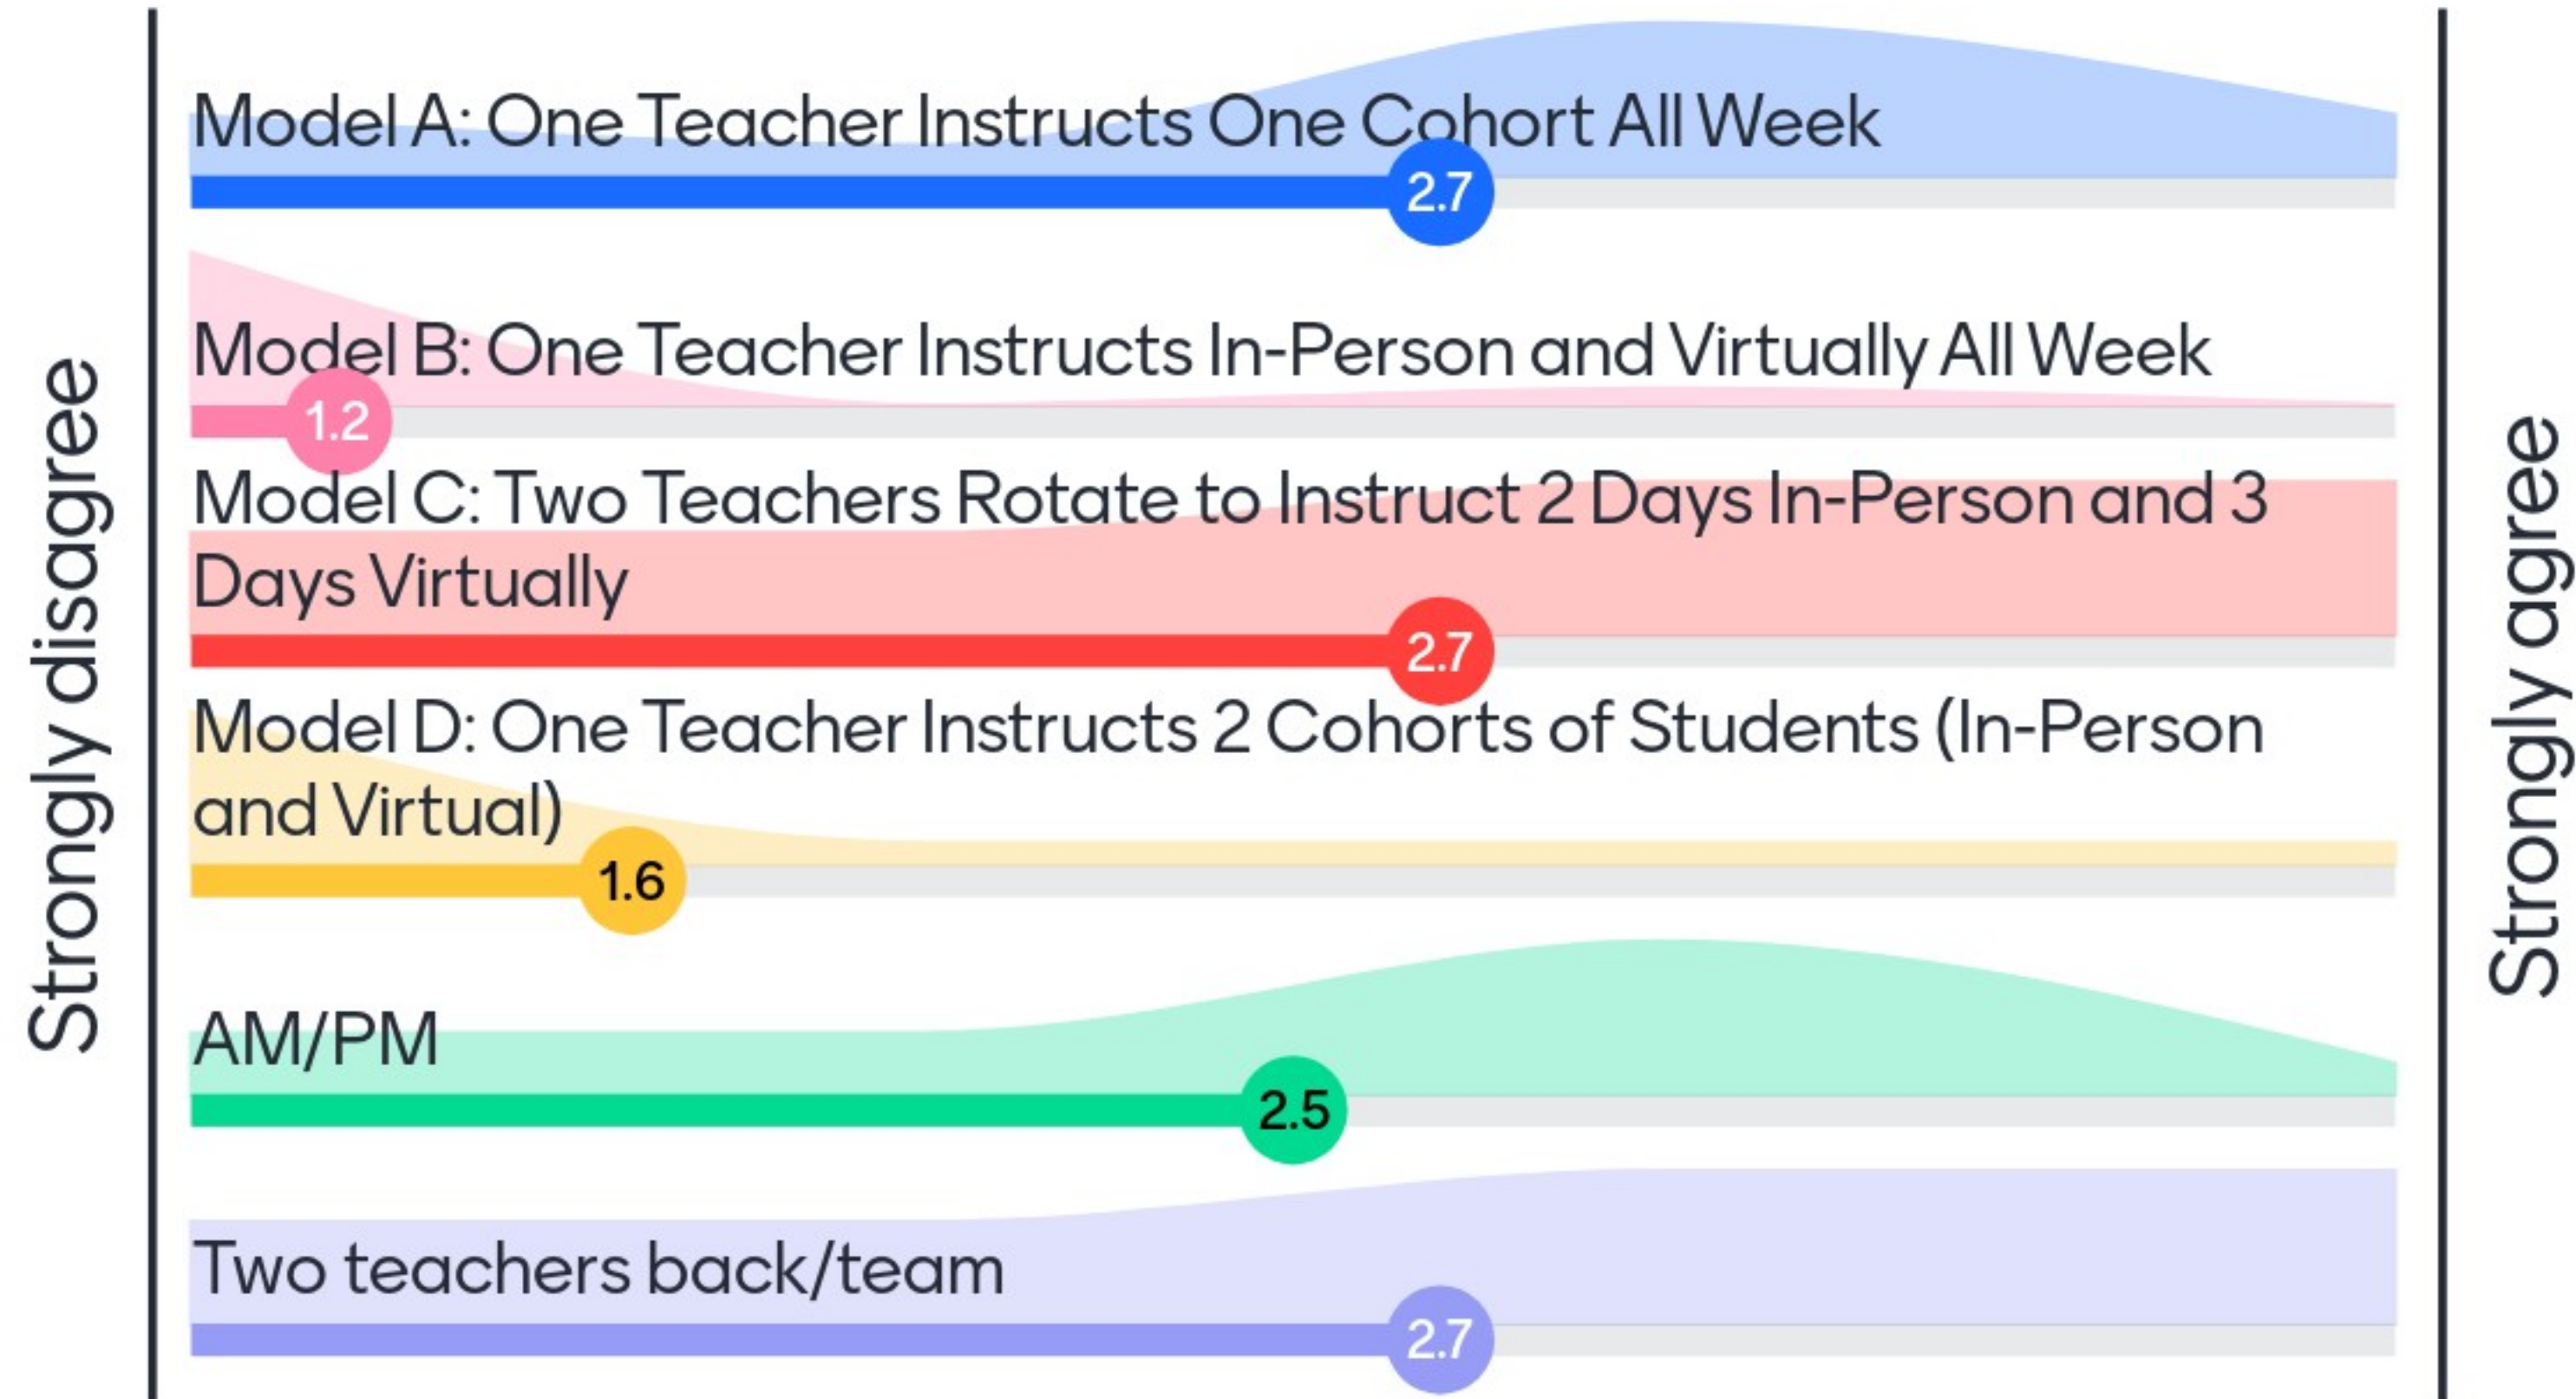 Strongly disagree
Model A: One Teacher Instructs One Cohort All Week
2.7
Model B: One Teacher Instructs In-Person and Virtually All Week
1.2
Model C: Two Teachers Rotate to Instruct 2 Days In-Person and 3
Days Virtually
2.7
Model D: One Teacher Instructs 2 Cohorts of Students (In-Person
and Virtual)
1.6
AM/PM
2.5
Two teachers back/team
2.7
Strongly agree